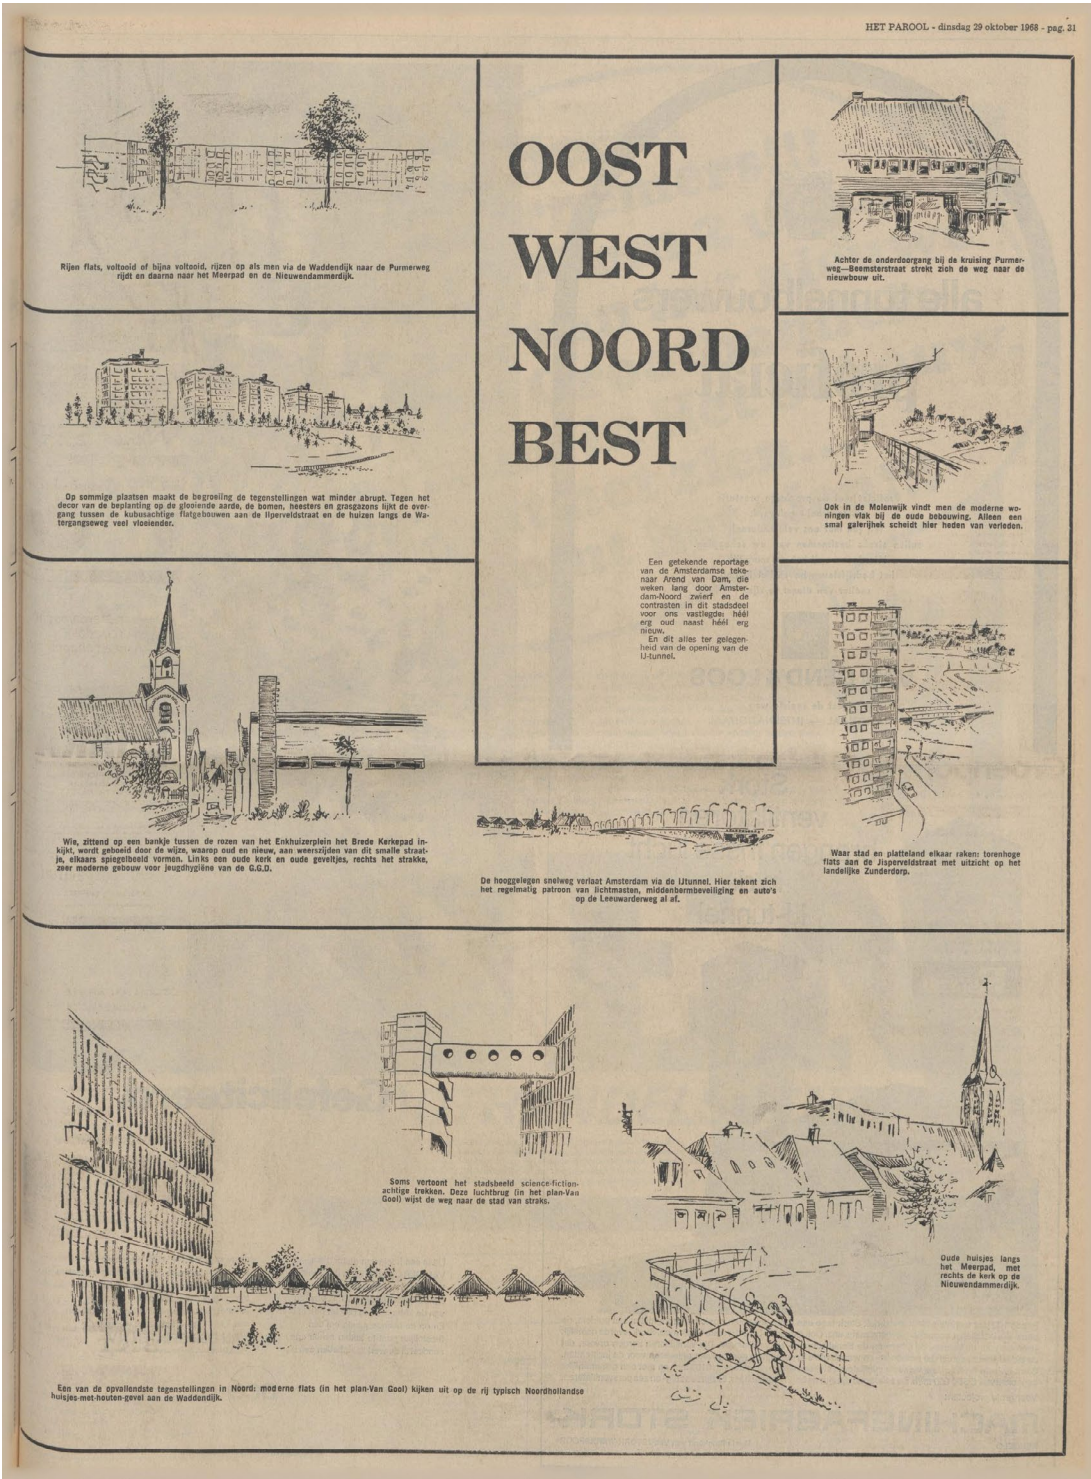 HET PAROOL - dinsdag 29 oktober 1968 - pag. 31
Rijen flats, voltooid of bijna voltooid, rijzen op als men via de Waddendijk naar de Purmerweg
rijdt en daarna naar het Meerpad en de Nieuwendammerdijk.
OOST
WEST
NOORD
BEST
Een getekende reportage
van de Amsterdamse teke-
naar Arend van Dam, die
weken lang door Amster-
dam-Noord zwierf en de
contrasten in dit stadsdeel
voor ons vastlegde: héél
erg oud naast héél erg
nieuw.
En dit alles ter gelegen-
heid van de opening van de
IJ-tunnel.
Achter de onderdoorgang bij de kruising Purmer-
weg—Beemsterstraat strekt zich de weg naar de
nieuwbouw uit.
Op sommige plaatsen maakt de begroeiing de tegenstellingen wat minder abrupt. Tegen het
decor van de beplanting op de glooiende aarde, de bomen, heesters en grasgazons lijkt de over-
gang tussen de kubusachtige flatgebouwen aan de IJperveldstraat en de huizen langs de Wa-
tergangseweg veel vloeiender.
Ook in de Molenwijk vindt men de moderne wo-
ningen vlak bij de oude bebouwing. Alleen een
smal galerijhek scheidt hier heden van verleden.
Wie, zittend op een bankje tussen de rozen van het Enkhuizerplein het Brede Kerkepad in-
kijkt, wordt geboeid door de wijze, waarop oud en nieuw, aan weerszijden van dit smalle straat-
je, elkaars spiegelbeeld vormen. Links een oude kerk en oude geveltjes, rechts het strakke,
zeer moderne gebouw voor jeugdhygiëne van de G.G.D.
De hooggelegen snelweg verlaat Amsterdam via de IJtunnel. Hier tekent zich
het regelmatig patroon van lichtmasten, middenbermbeveiliging en auto's
op de Leeuwarderweg al af.
Waar stad en platteland elkaar raken: torenhoge
flats aan de Jisperveldstraat met uitzicht op het
landelijke Zunderdorp.
Soms vertoont het stadsbeeld science-fiction-
achtige trekken. Deze luchtbrug (in het plan-Van
Gool) wijst de weg naar de stad van straks.
Oude huisjes langs
het Meerpad, met
rechts de kerk op de
Nieuwendammerdijk.
Een van de opvallendste tegenstellingen in Noord: moderne flats (in het plan-Van Gool) kijken uit op de rij typisch Noordhollandse
huisjes-met-houten-gevel aan de Waddendijk.